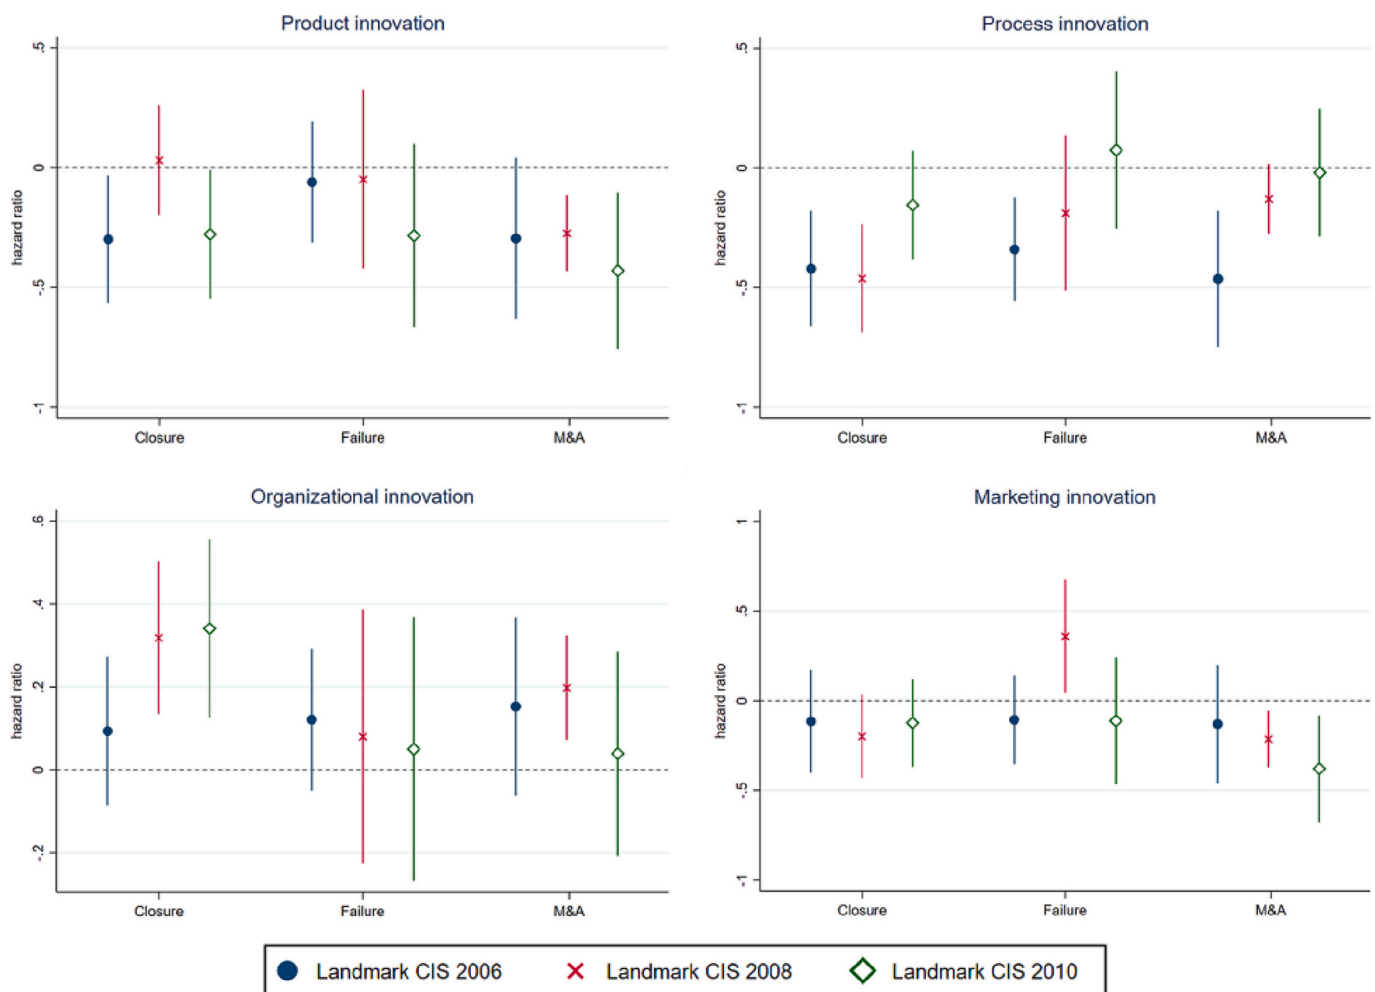 Product innovation
.5
0
-.5
-1
hazard ratio
Closure
Failure
M&A
Process innovation
.5
0
-.5
-1
hazard ratio
Closure
Failure
M&A
Organizational innovation
.6
.4
.2
0
-.2
hazard ratio
Closure
Failure
M&A
Marketing innovation
1
.5
0
-.5
-1
hazard ratio
Closure
Failure
M&A
Landmark CIS 2006
Landmark CIS 2008
Landmark CIS 2010